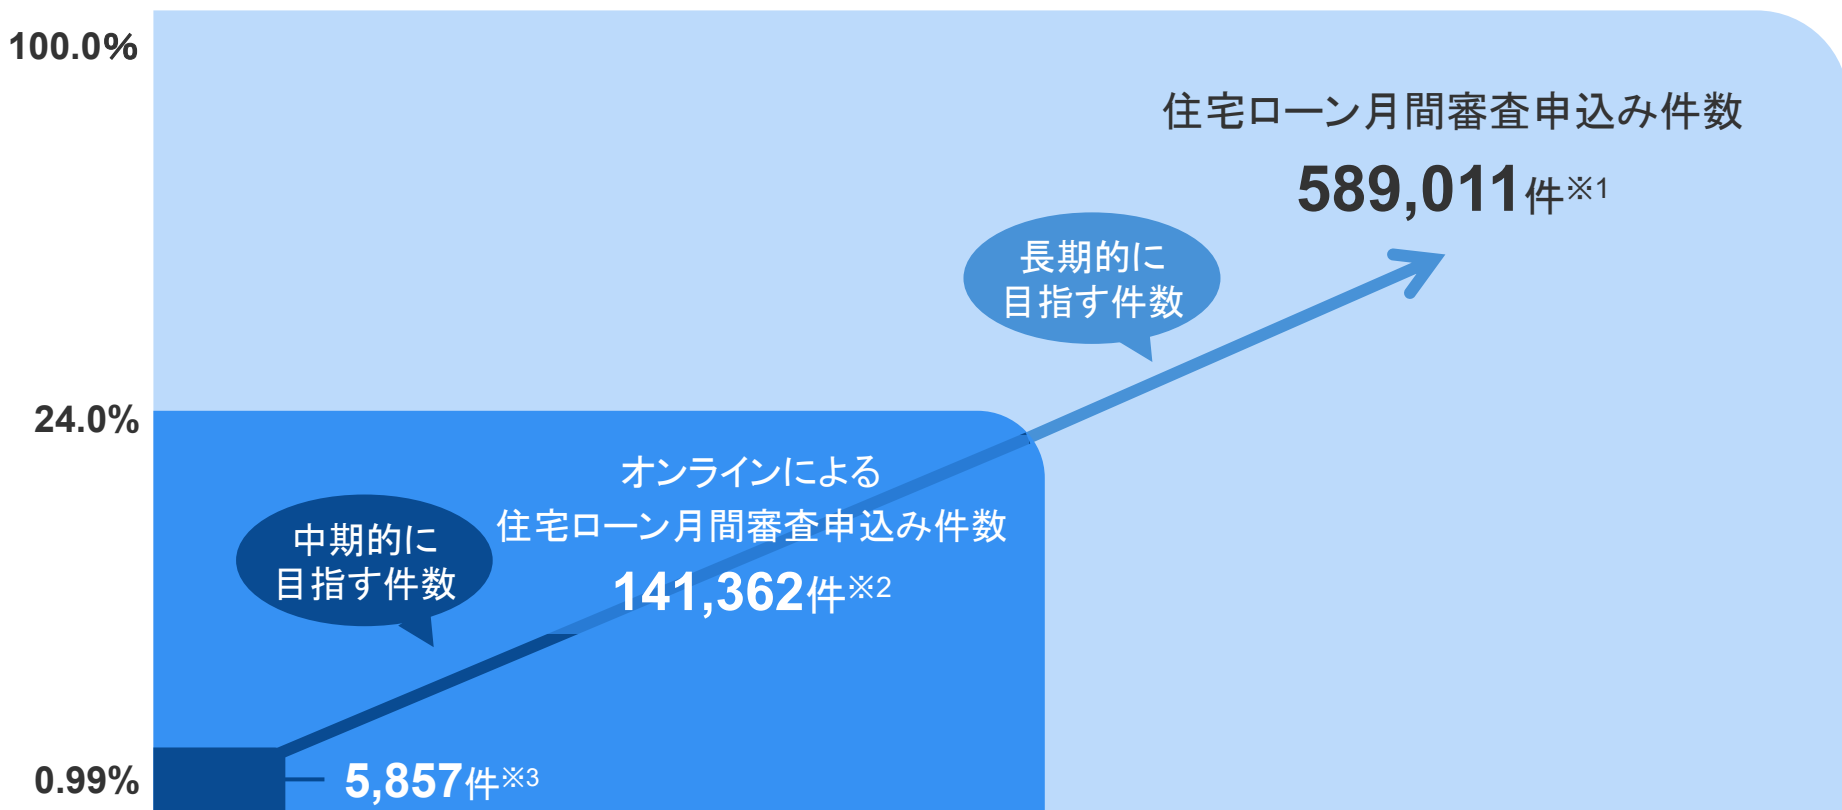 100.0%
住宅ローン月間審査申込み件数
589,011件※1
長期的に
目指す件数
24.0%
オンラインによる
住宅ローン月間審査申込み件数
141,362件※2
中期的に
目指す件数
0.99%
5,857件※3